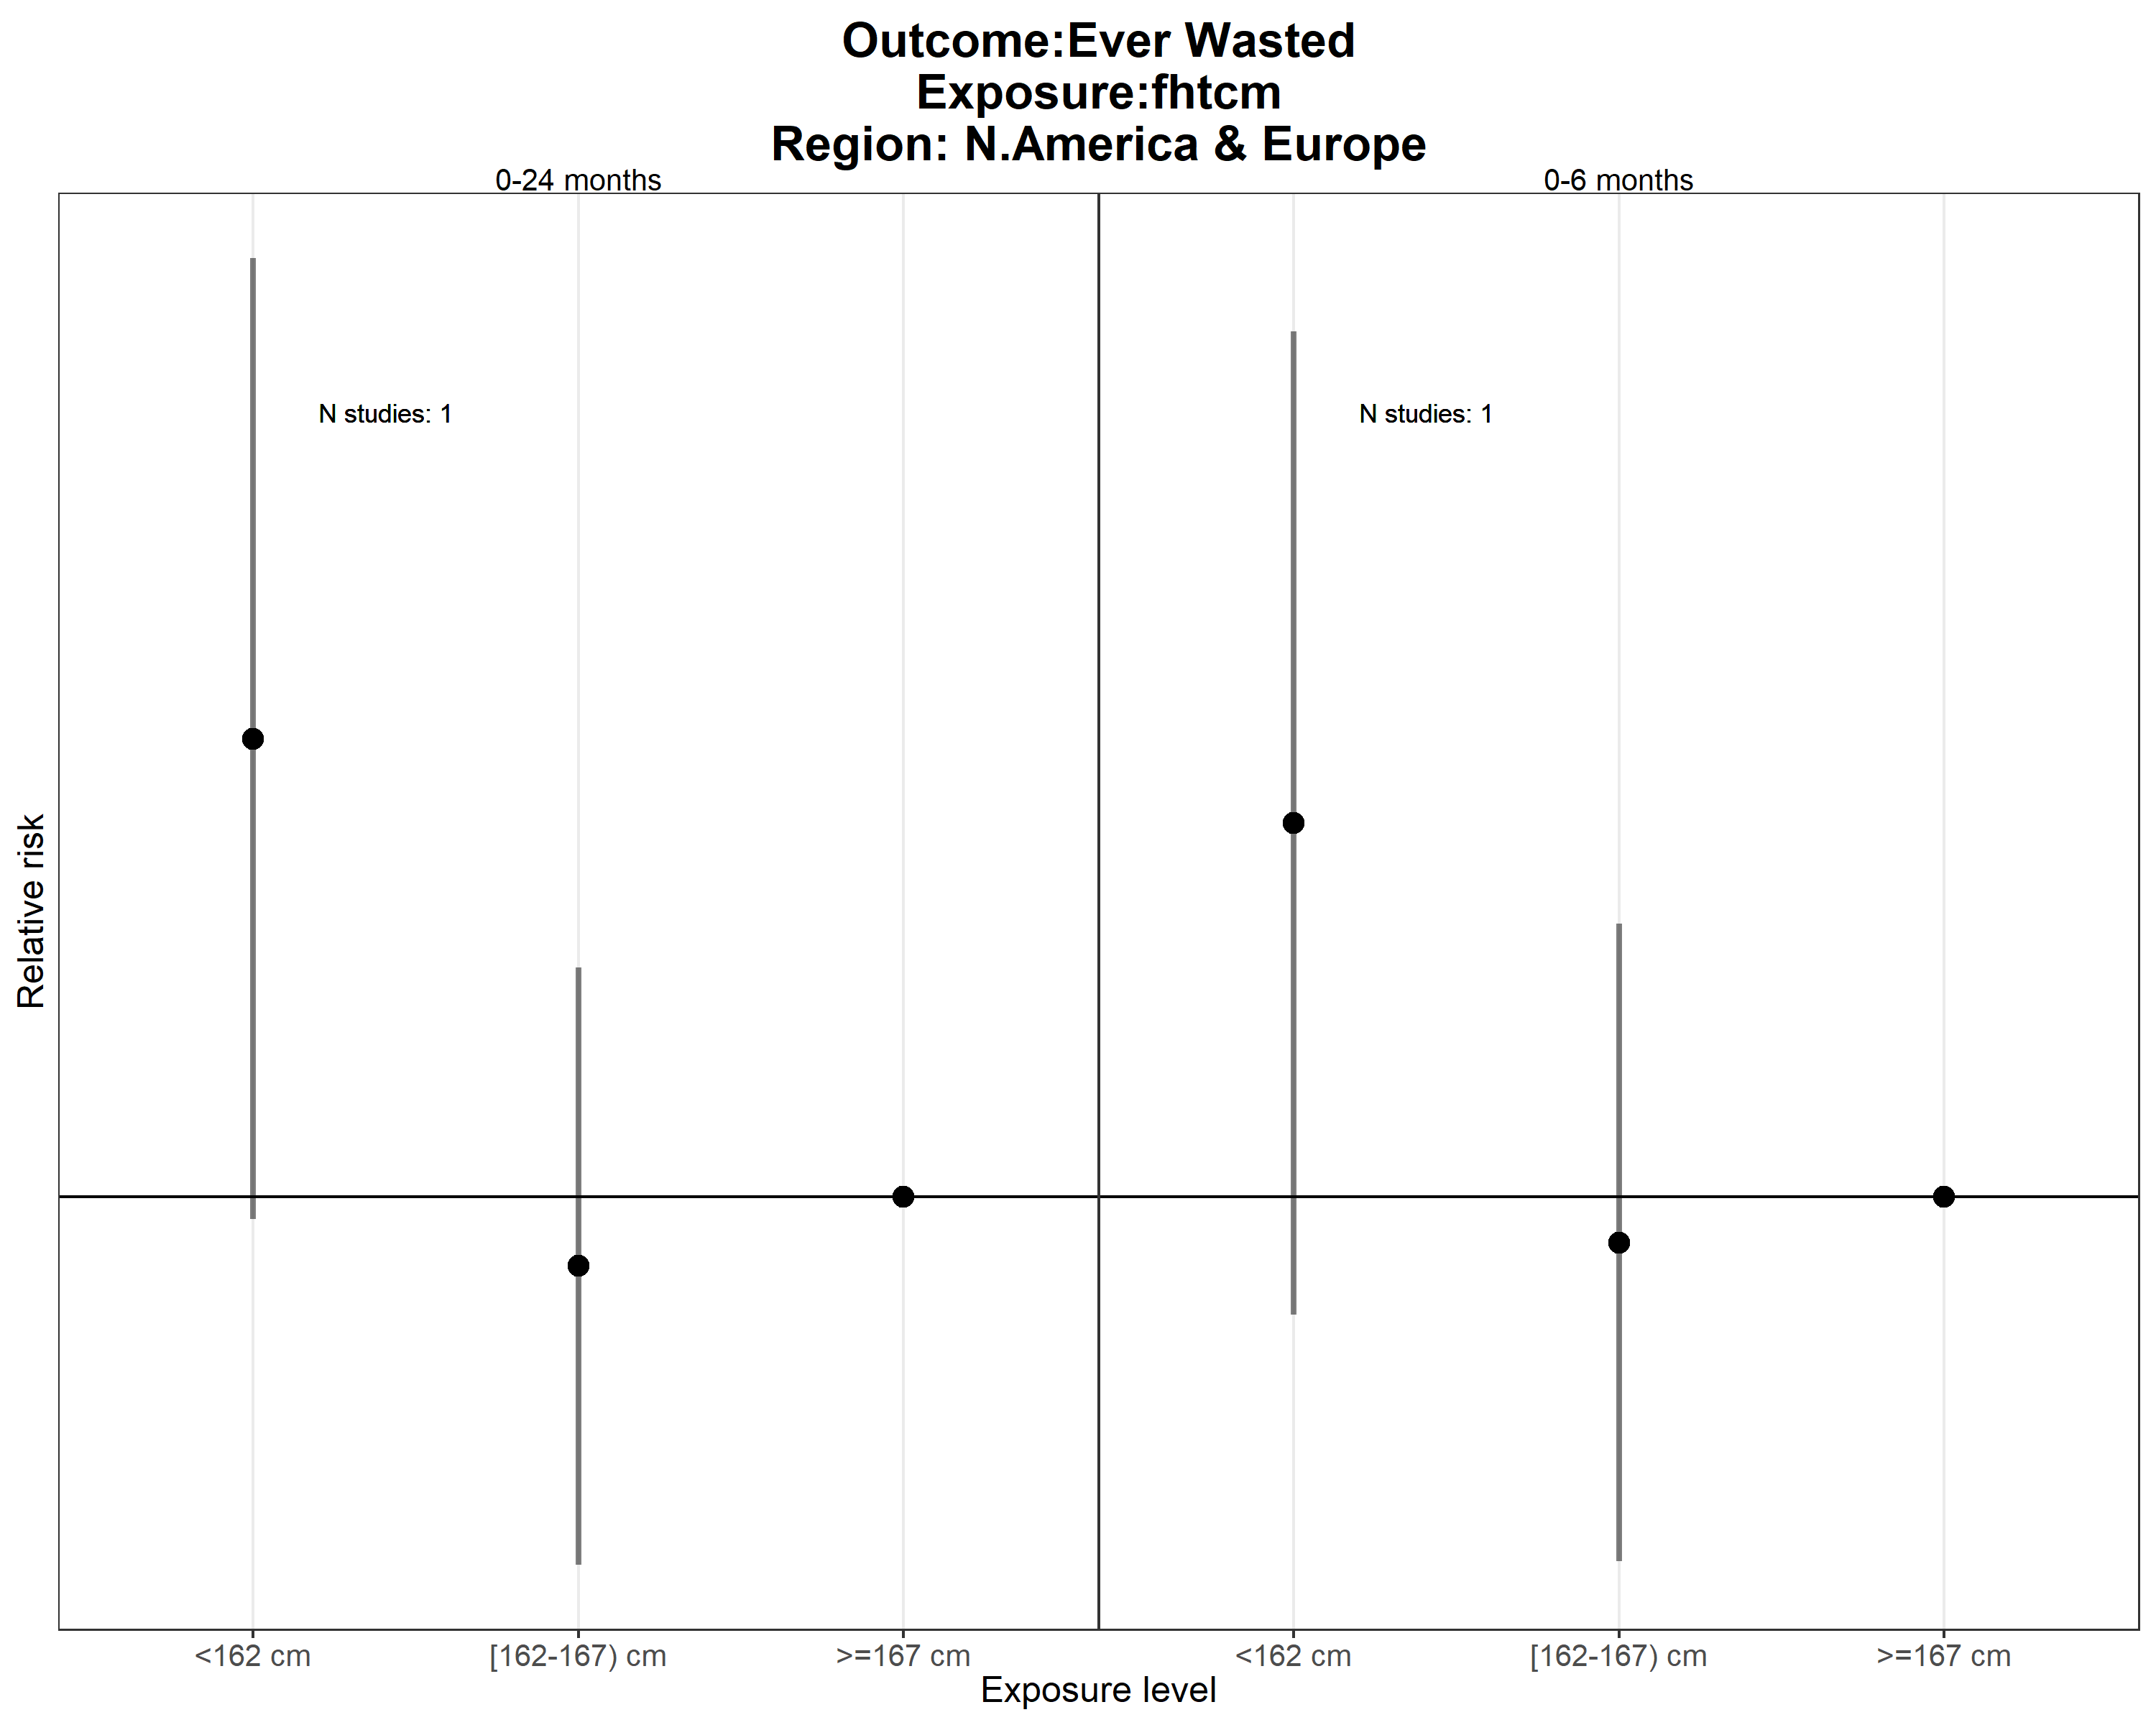 Outcome:Ever Wasted
Exposure:fhtcm
Region: N.America & Europe
0-24 months
0-6 months
N studies: 1
N studies: 1
Relative risk
<162 cm
[162-167) cm
>=167 cm
<162 cm
[162-167) cm
>=167 cm
Exposure level